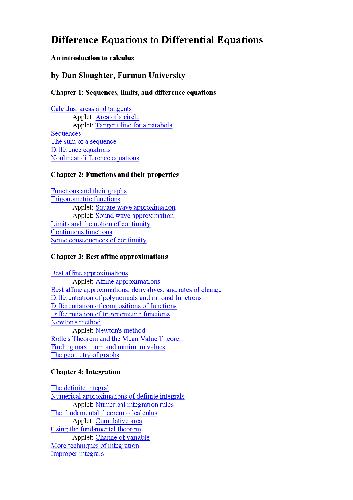 Difference Equations to Differential Equations
An introduction to calculus
by Dan Sloughter, Furman University
Chapter 1: Sequences, limits, and difference equations
Calculus: areas and tangents
Applet: Area of a circle
Applet: Tangent line for a parabola
Sequences
The sum of a sequence
Difference equations
Nonlinear difference equations
Chapter 2: Functions and their properties
Functions and their graphs
Trigonometric functions
Applet: Square wave approximation
Applet: Sound wave approximation
Limits and the notion of continuity
Continuous functions
Some consequences of continuity
Chapter 3: Best affine approximations
Best affine approximations
Applet: Affine approximations
Best affine approximations, derivatives, and rates of change
Differentiation of polynomials and rational functions
Differentiation of compositions of functions
Differentiation of trigonometric functions
Newton's method
Applet: Newton's method
Rolle's Theorem and the Mean Value Theorem
Finding maximum and minimum values
The geometry of graphs
Chapter 4: Integration
The definite integral
Numerical approximations of definite integrals
Applet: Numerical integration rules
The fundamental theorem of calculus
Applet: Cumulative area
Using the fundamental theorem
Applet: Change of variable
More techniques of integration
Improper integrals